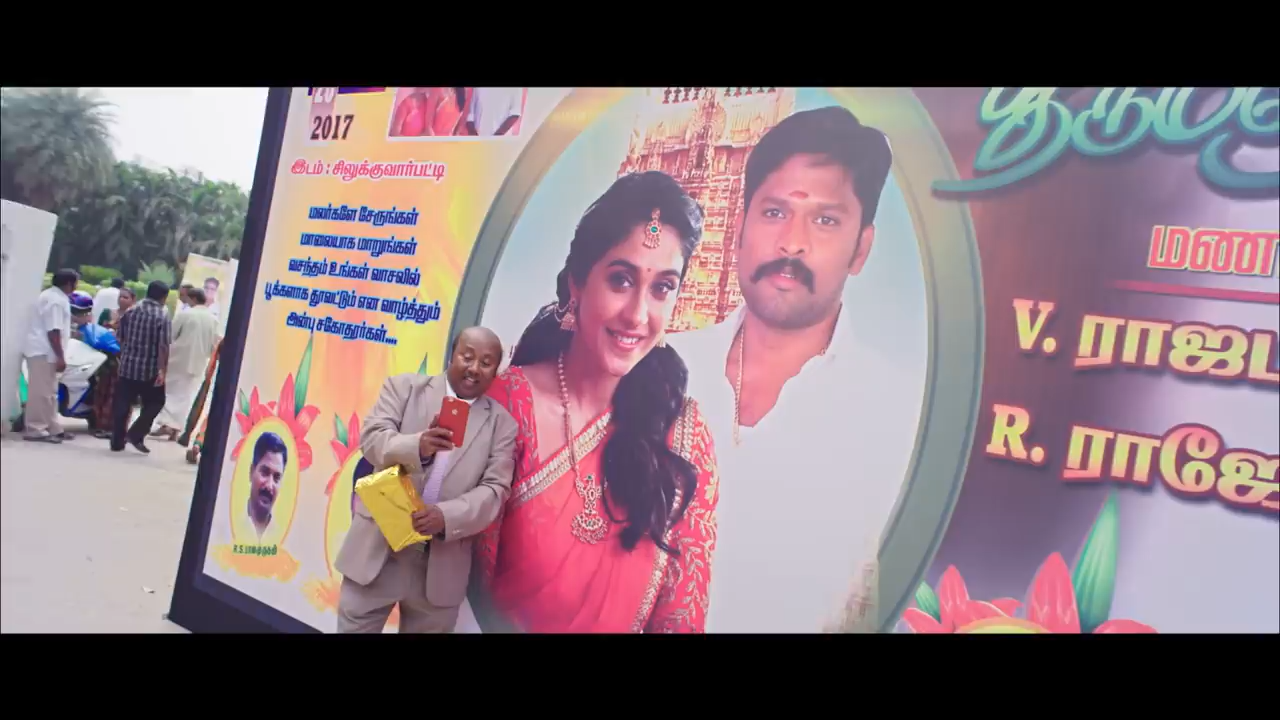 20
2017
இடம் : சிலுக்குவார்பட்டி
மலர்களே சேருங்கள்
மாலையாக மாறுங்கள்
வசந்தம் உங்கள் வாசலில்
பூக்களாக தூவட்டும் என வாழ்த்தும்
அன்பு சகோதரர்கள்....
மண
V. ராஜ
R. ராஜே